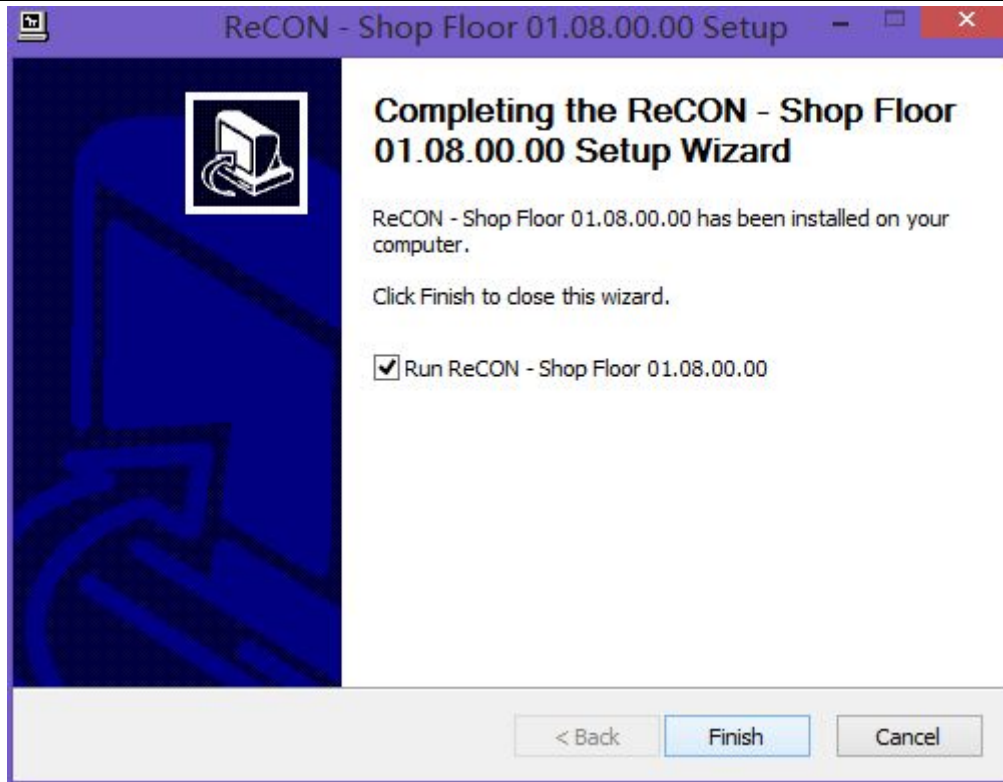 ReCON - Shop Floor 01.08.00.00 Setup
Completing the ReCON - Shop Floor
01.08.00.00 Setup Wizard
ReCON - Shop Floor 01.08.00.00 has been installed on your
computer.
Click Finish to close this wizard.
Run ReCON - Shop Floor 01.08.00.00
< Back
Finish
Cancel